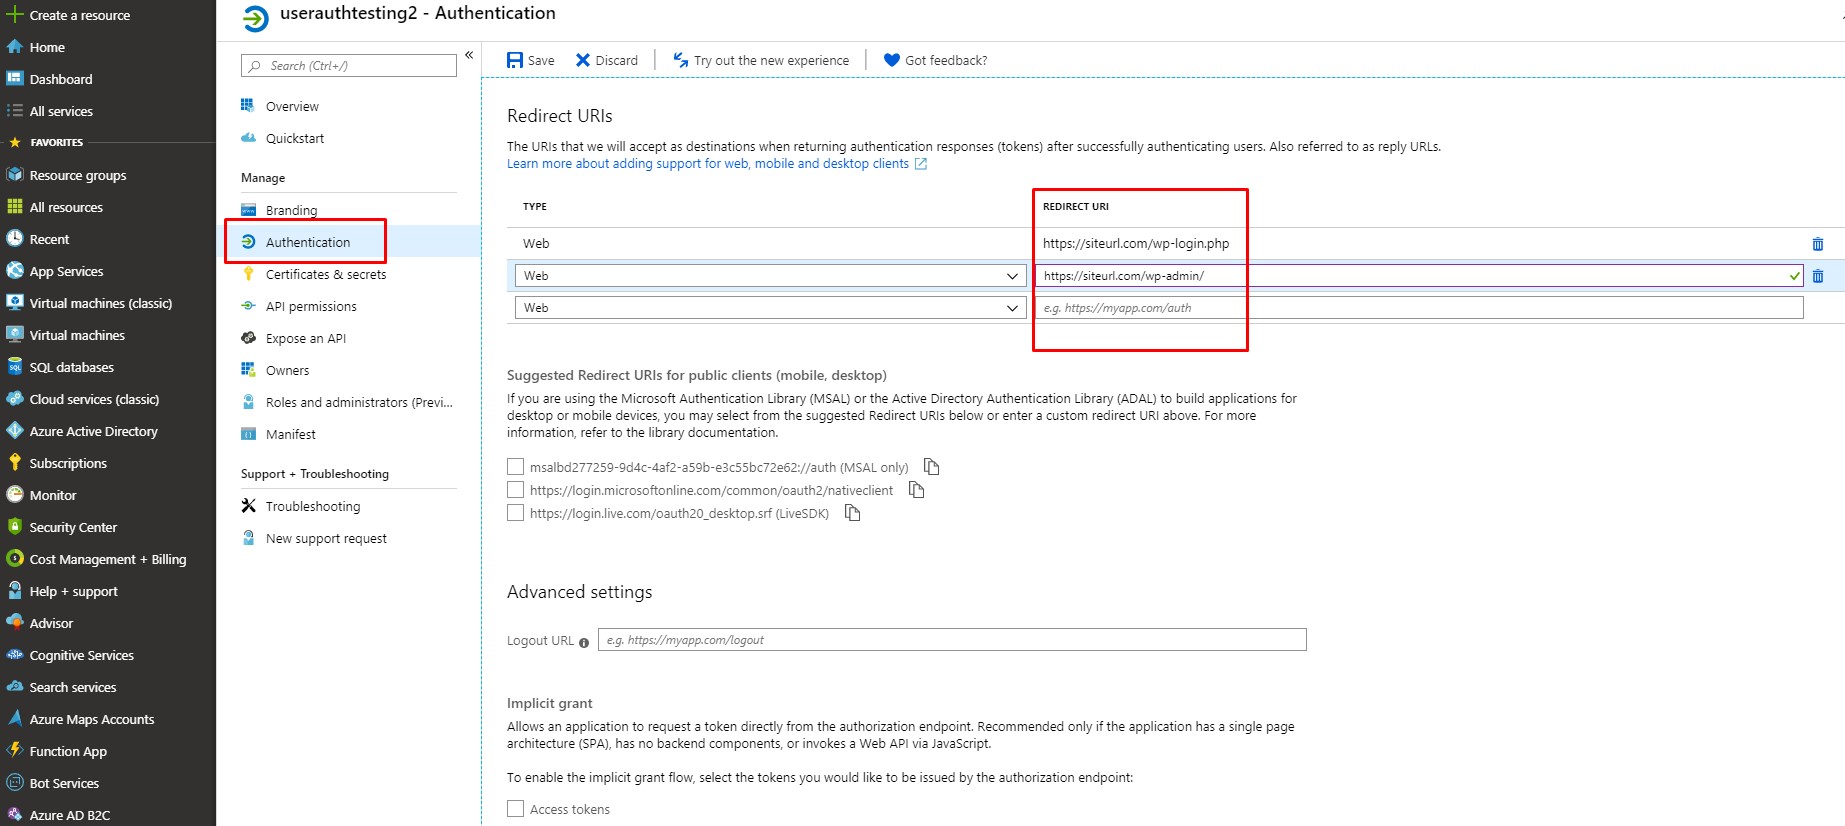 Create a resource
Home
Dashboard
All services
FAVORITES
Resource groups
All resources
Recent
App Services
Virtual machines (classic)
Virtual machines
SQL databases
Cloud services (classic)
Azure Active Directory
Subscriptions
Monitor
Security Center
Cost Management + Billing
Help + support
Advisor
Cognitive Services
Search services
Azure Maps Accounts
Function App
Bot Services
Azure AD B2C
userauthtesting2 - Authentication
Search (Ctrl+/)
«
Overview
Quickstart
Manage
Branding
Authentication
Certificates & secrets
API permissions
Expose an API
Owners
Roles and administrators (Previ...
Manifest
Support + Troubleshooting
Troubleshooting
New support request
Save
Discard
Try out the new experience
Got feedback?
Redirect URIs
The URIs that we will accept as destinations when returning authentication responses (tokens) after successfully authenticating users. Also referred to as reply URLs.
Learn more about adding support for web, mobile and desktop clients
TYPE
REDIRECT URI
Web
https://siteurl.com/wp-login.php
Web
https://siteurl.com/wp-admin/
Web
e.g. https://myapp.com/auth
Suggested Redirect URIs for public clients (mobile, desktop)
If you are using the Microsoft Authentication Library (MSAL) or the Active Directory Authentication Library (ADAL) to build applications for
desktop or mobile devices, you may select from the suggested Redirect URIs below or enter a custom redirect URI above. For more
information, refer to the library documentation.
msalbd277259-9d4c-4af2-a59b-e3c55bc72e62://auth (MSAL only)
https://login.microsoftonline.com/common/oauth2/nativeclient
https://login.live.com/oauth20_desktop.srf (LiveSDK)
Advanced settings
Logout URL
e.g. https://myapp.com/logout
Implicit grant
Allows an application to request a token directly from the authorization endpoint. Recommended only if the application has a single page
architecture (SPA), has no backend components, or invokes a Web API via JavaScript.
To enable the implicit grant flow, select the tokens you would like to be issued by the authorization endpoint:
Access tokens